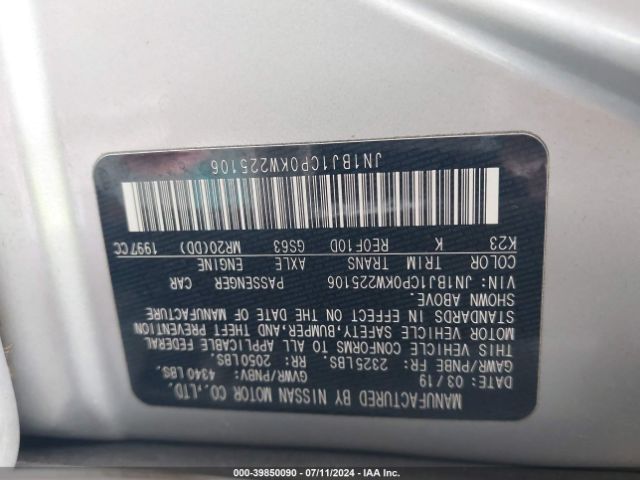 MANUFACTURED BY NISSAN MOTOR CO.,LTD.
DATE: 03/19 GVWR/PNBV: 4340 LBS.
GAWR/PNBE FR: 2325LBS. RR: 2050LBS.
THIS VEHICLE CONFORMS TO ALL APPLICABLE FEDERAL
MOTOR VEHICLE SAFETY,BUMPER,AND THEFT PREVENTION
STANDARDS IN EFFECT ON THE DATE OF MANUFACTURE
SHOWN ABOVE.
VIN: JN1BJ1CP0KW225106 PASSENGER CAR
COLOR TRIM TRANS AXLE ENGINE
K23 K RE0F10D GS63 MR20(DD) 1997CC
JN1BJ1CP0KW225106
000-39850090 - 07/11/2024 - IAA Inc.